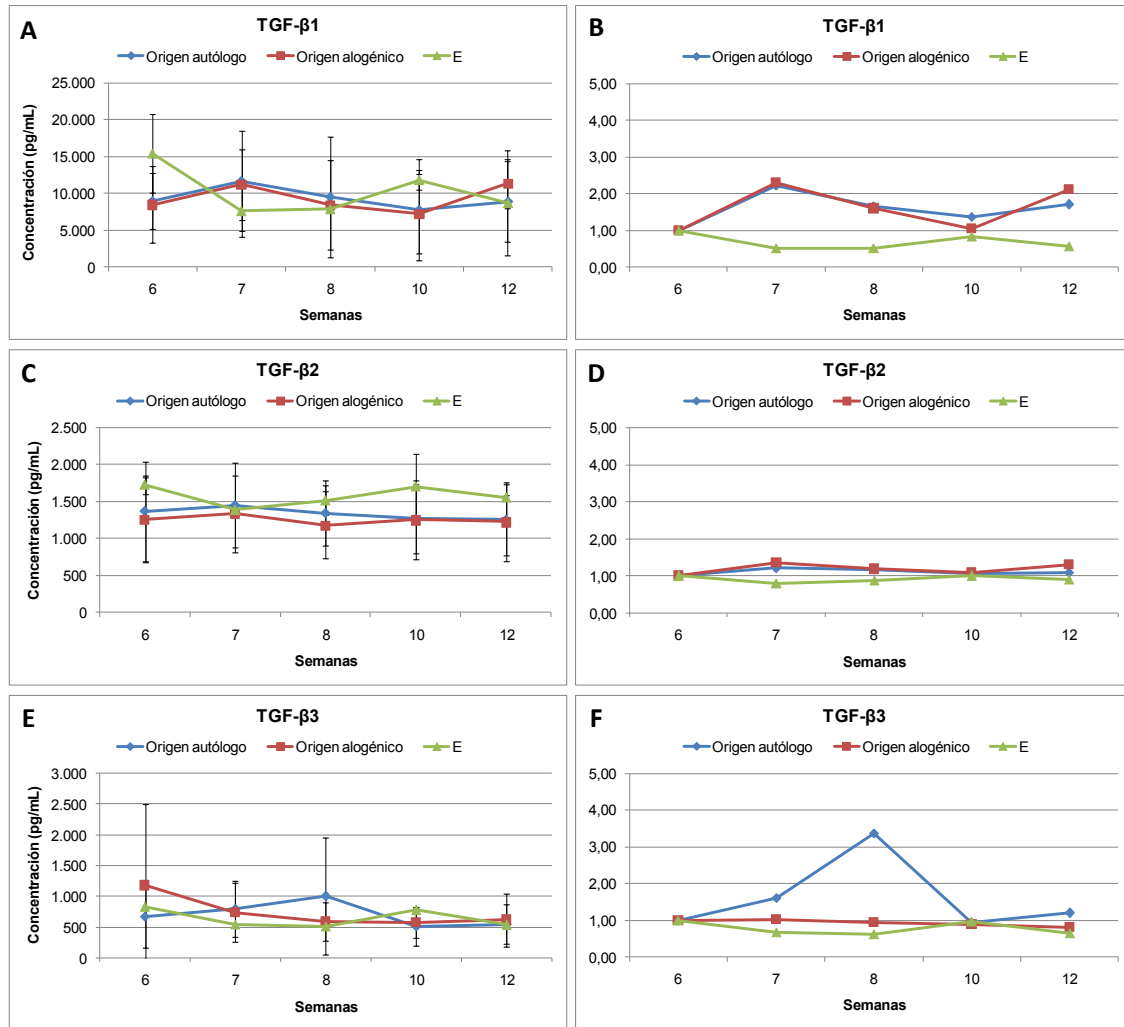 A
TGF-β1
Origen autólogo Origen alogénico E
Concentración (pg/mL)
25.000
20.000
15.000
10.000
5.000
0
6 7 8 10 12
Semanas
B
TGF-β1
Origen autólogo Origen alogénico E
5,00
4,00
3,00
2,00
1,00
0,00
6 7 8 10 12
Semanas
C
TGF-β2
Origen autólogo Origen alogénico E
Concentración (pg/mL)
2.500
2.000
1.500
1.000
500
0
6 7 8 10 12
Semanas
D
TGF-β2
Origen autólogo Origen alogénico E
5,00
4,00
3,00
2,00
1,00
0,00
6 7 8 10 12
Semanas
E
TGF-β3
Origen autólogo Origen alogénico E
Concentración (pg/mL)
3.000
2.500
2.000
1.500
1.000
500
0
6 7 8 10 12
Semanas
F
TGF-β3
Origen autólogo Origen alogénico E
5,00
4,00
3,00
2,00
1,00
0,00
6 7 8 10 12
Semanas